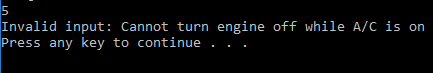 5
Invalid input: Cannot turn engine off while A/C is on
Press any key to continue . . .